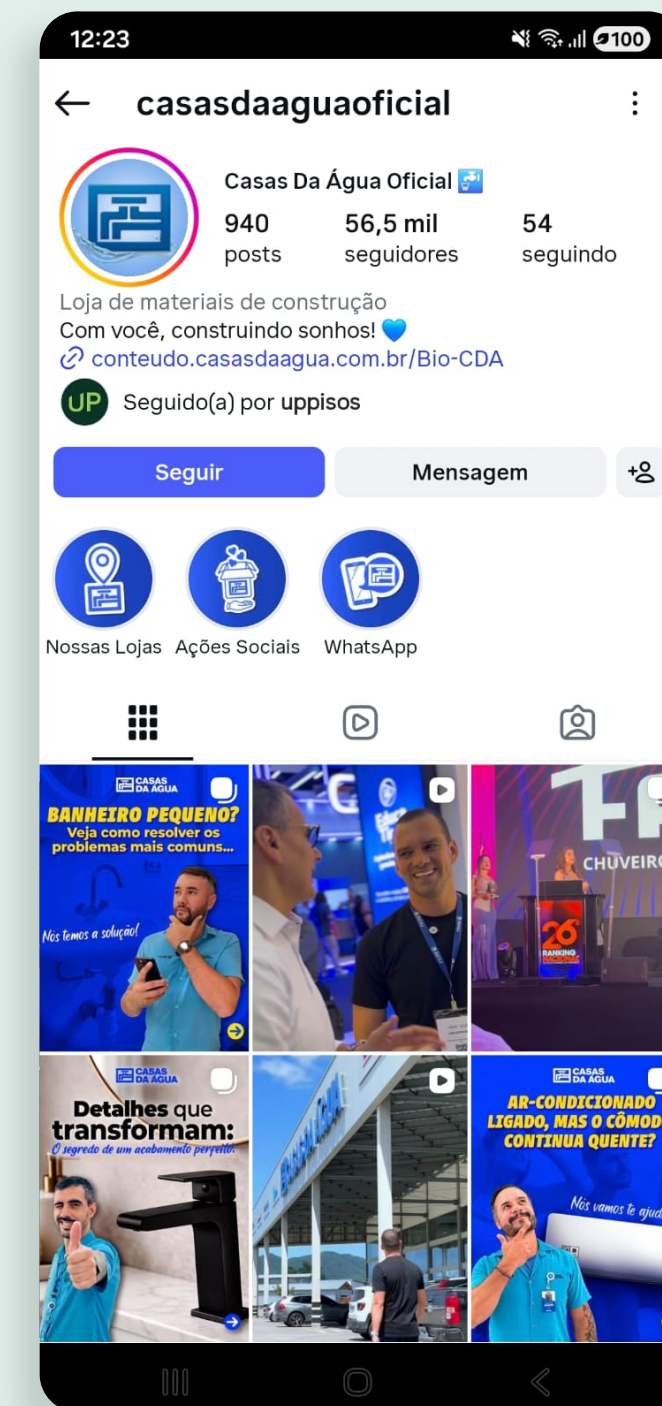 12:23
100
casasdaaguaoficial
Casas Da Água Oficial
940
56,5 mil
54
posts
seguidores
seguindo
Loja de materiais de construção
Com você, construindo sonhos!
conteudo.casasdaagua.com.br/Bio-CDA
UP
Seguido(a) por uppisos
Seguir
Mensagem
Nossas Lojas
Ações Sociais
WhatsApp
CASAS
DA ÁGUA
BANHEIRO PEQUENO?
Veja como resolver os
problemas mais comuns...
Nós temos a solução!
CHUVEIRO
26
RANKING
CASAS
DA ÁGUA
Detalhes que
transformam:
O segredo de um acabamento perfeito.
CASAS
DA ÁGUA
AR-CONDICIONADO
LIGADO, MAS O CÔMOD
CONTINUA QUENTE?
Nós vamos te ajud